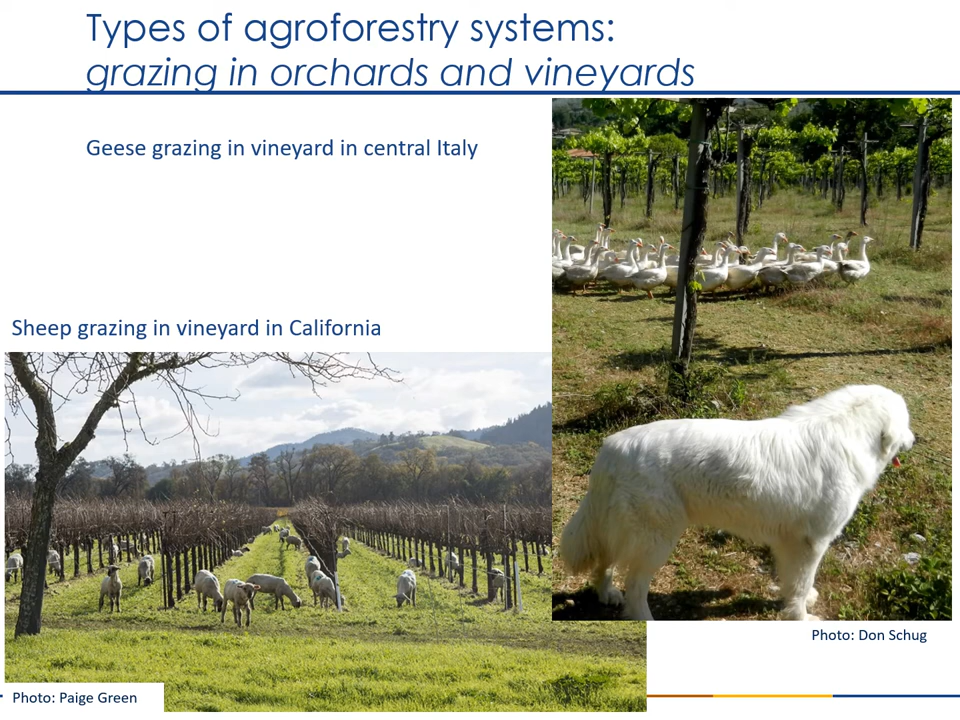 Types of agroforestry systems:
grazing in orchards and vineyards
Geese grazing in vineyard in central Italy
Sheep grazing in vineyard in California
Photo: Don Schug
Photo: Paige Green